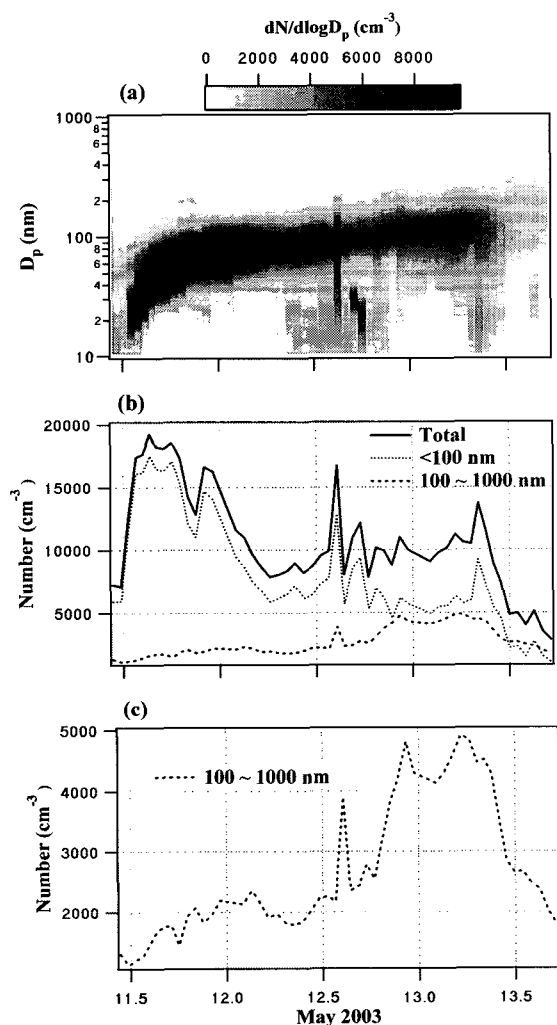 dN/dlogDp (cm-3)
0 2000 4000 6000 8000
(a)
1000
8
6
4
2
100
8
6
4
2
10
Dp (nm)
(b)
20000
15000
10000
5000
Number (cm-3)
Total
<100 nm
100 ~ 1000 nm
(c)
5000
4000
3000
2000
Number (cm-3)
100 ~ 1000 nm
11.5 12.0 12.5 13.0 13.5
May 2003